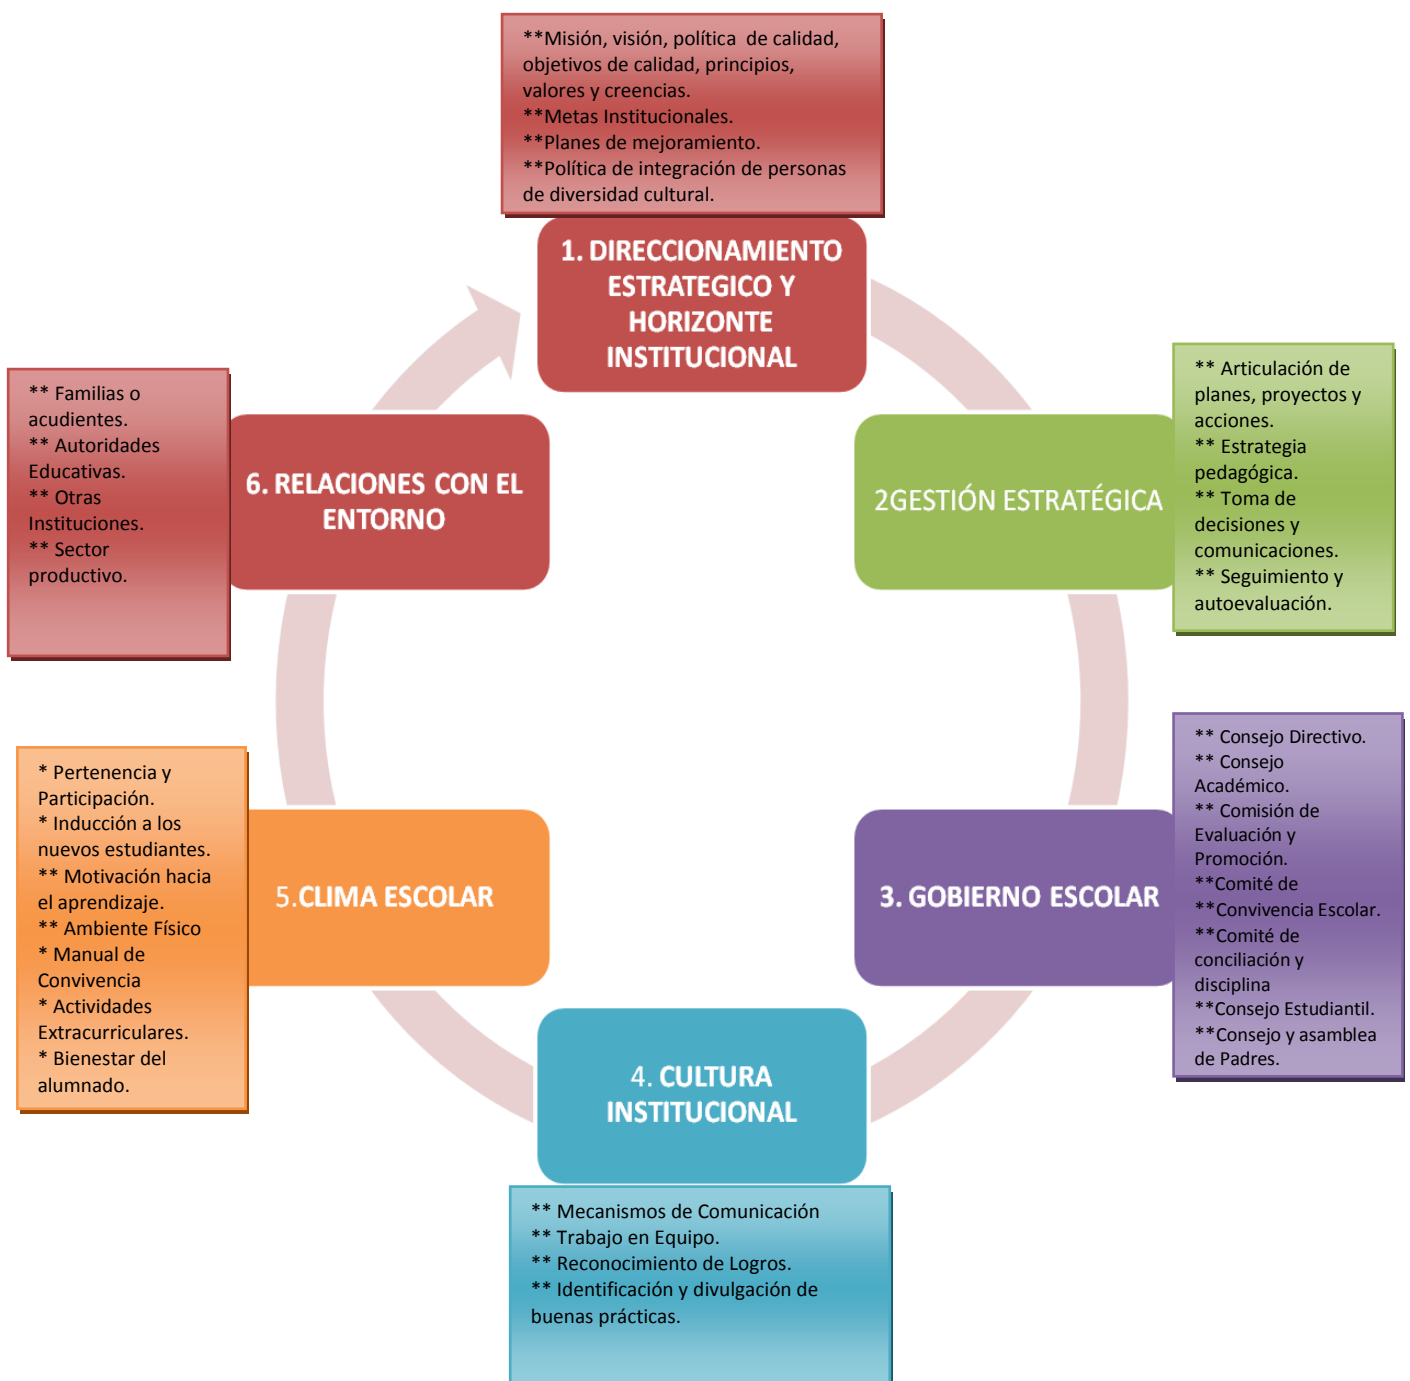 **Misión, visión, política  de calidad,
objetivos de calidad, principios,
valores y creencias.
**Metas Institucionales.
**Planes de mejoramiento.
**Política de integración de personas
de diversidad cultural.
1. DIRECCIONAMIENTO
ESTRATEGICO Y
HORIZONTE
INSTITUCIONAL
** Articulación de
planes, proyectos y
acciones.
** Estrategia
pedagógica.
** Toma de
decisiones y
comunicaciones.
** Seguimiento y
autoevaluación.
2GESTIÓN ESTRATÉGICA
** Consejo Directivo.
** Consejo
Académico.
** Comisión de
Evaluación y
Promoción.
**Comité de
**Convivencia Escolar.
**Comité de
conciliación y
disciplina
**Consejo Estudiantil.
**Consejo y asamblea
de Padres.
3. GOBIERNO ESCOLAR
4. CULTURA
INSTITUCIONAL
** Mecanismos de Comunicación
** Trabajo en Equipo.
** Reconocimiento de Logros.
** Identificación y divulgación de
buenas prácticas.
* Pertenencia y
Participación.
* Inducción a los
nuevos estudiantes.
** Motivación hacia
el aprendizaje.
** Ambiente Físico
* Manual de
Convivencia
* Actividades
Extracurriculares.
* Bienestar del
alumnado.
5.CLIMA ESCOLAR
** Familias o
acudientes.
** Autoridades
Educativas.
** Otras
Instituciones.
** Sector
productivo.
6. RELACIONES CON EL
ENTORNO